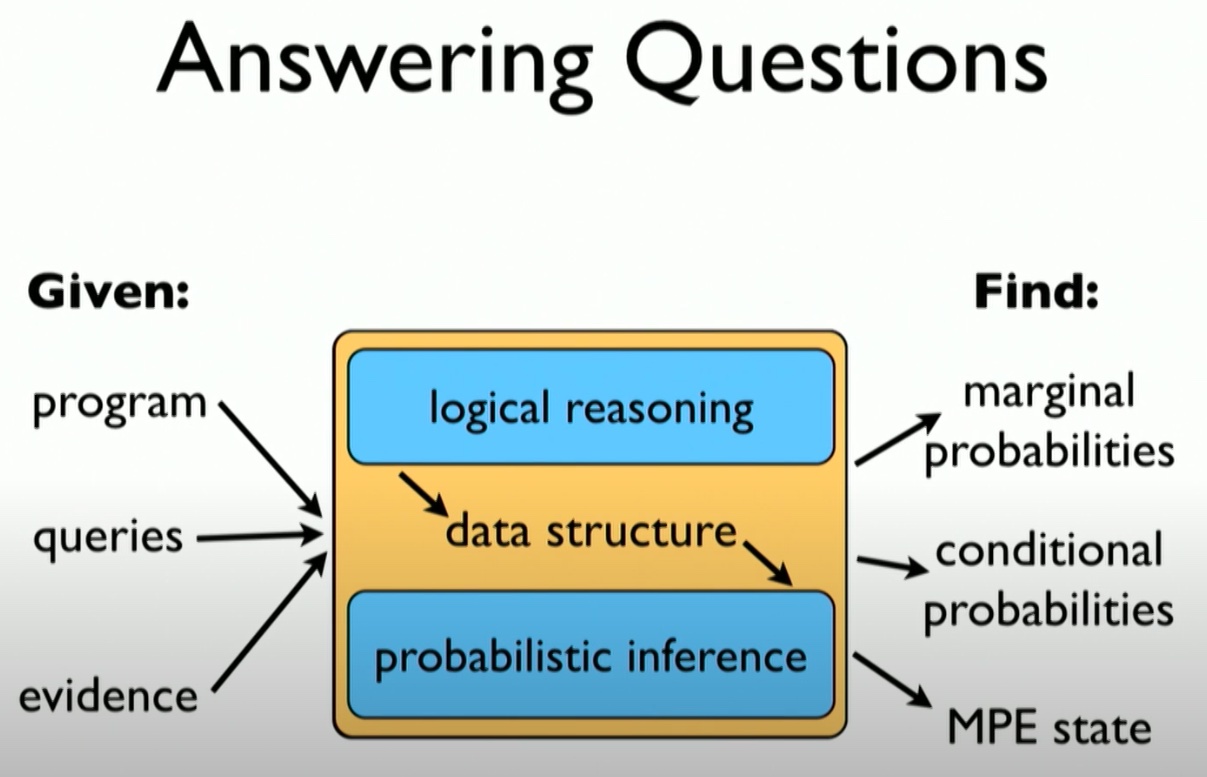 Answering Questions
Given:
program
queries
evidence
logical reasoning
data structure
probabilistic inference
Find:
marginal
probabilities
conditional
probabilities
MPE state